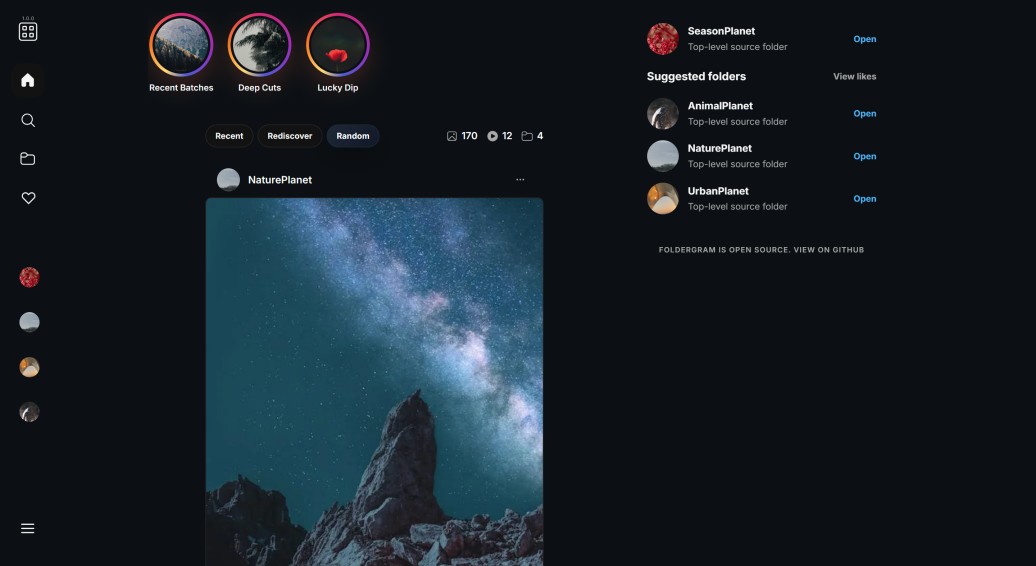 1.0.0
Recent Batches
Deep Cuts
Lucky Dip
Recent
Rediscover
Random
170
12
4
NaturePlanet
SeasonPlanet
Top-level source folder
Open
Suggested folders
View likes
AnimalPlanet
Top-level source folder
Open
NaturePlanet
Top-level source folder
Open
UrbanPlanet
Top-level source folder
Open
FOLDERGRAM IS OPEN SOURCE. VIEW ON GITHUB